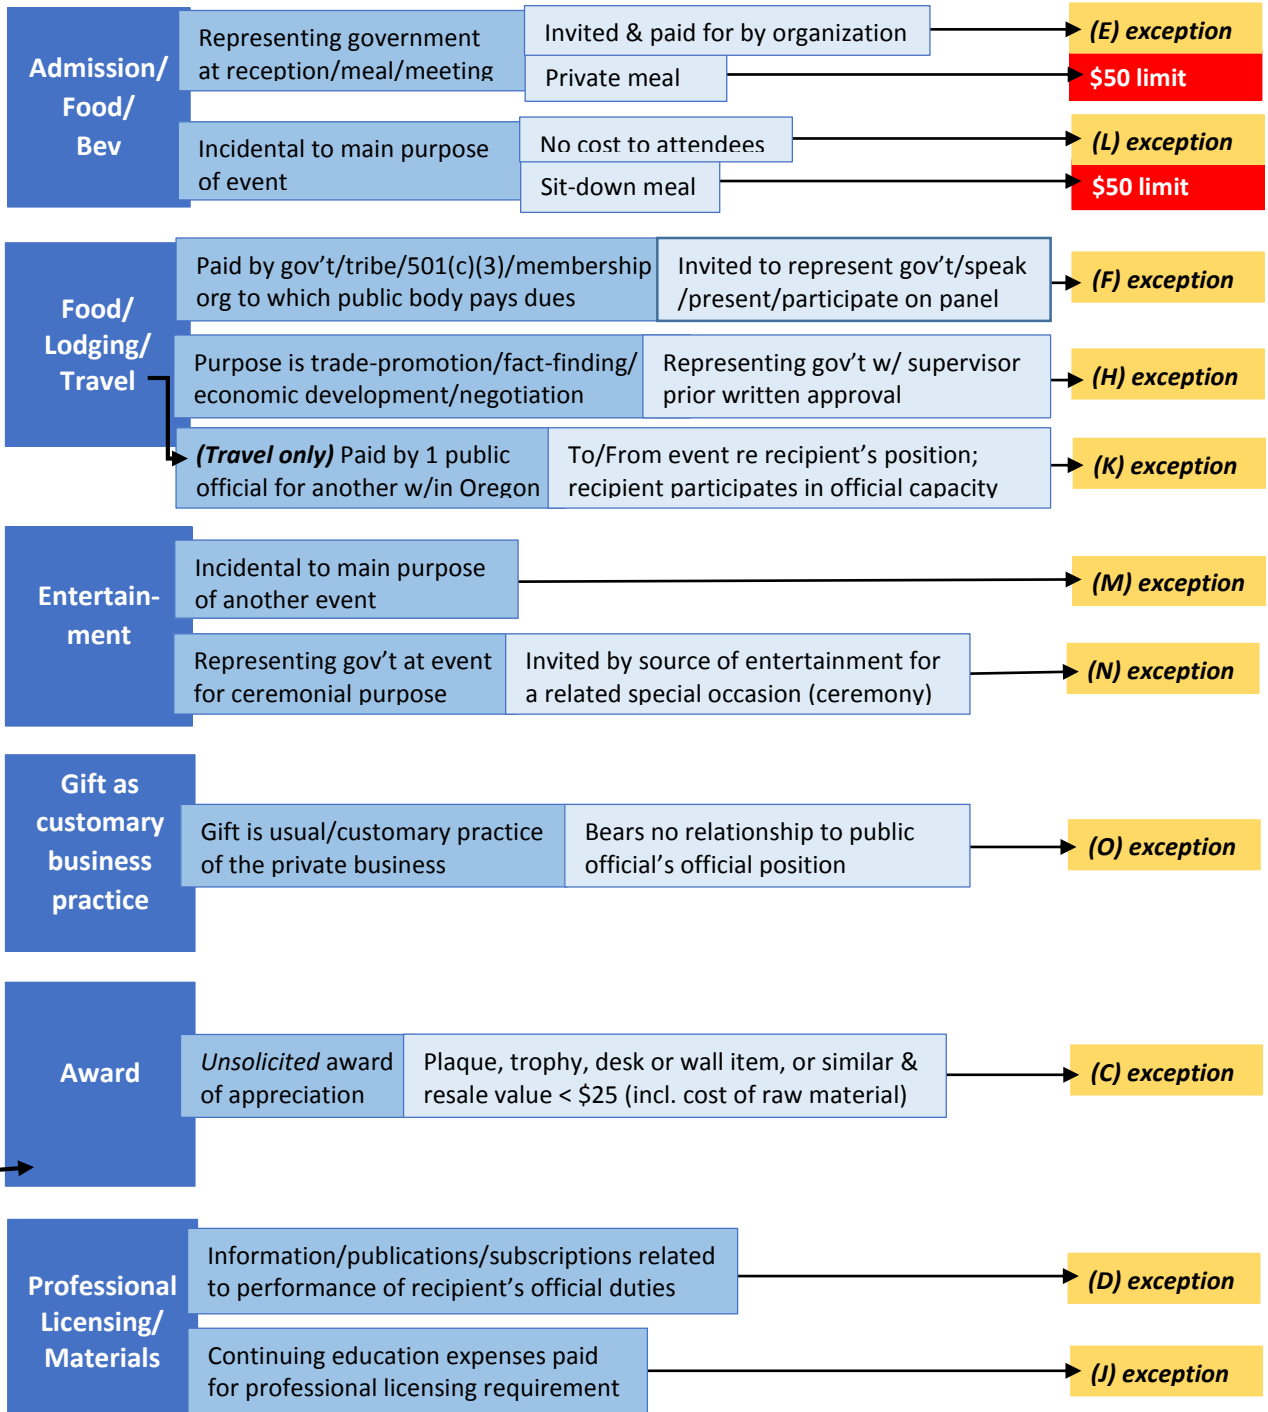 Admission/
Food/
Bev
Representing government
at reception/meal/meeting
Invited & paid for by organization
(E) exception
Private meal
$50 limit
Incidental to main purpose
of event
No cost to attendees
(L) exception
Sit-down meal
$50 limit
Food/
Lodging/
Travel
Paid by gov’t/tribe/501(c)(3)/membership
org to which public body pays dues
Invited to represent gov’t/speak
/present/participate on panel
(F) exception
Purpose is trade-promotion/fact-finding/
economic development/negotiation
Representing gov’t w/ supervisor
prior written approval
(H) exception
(Travel only) Paid by 1 public
official for another w/in Oregon
To/From event re recipient’s position;
recipient participates in official capacity
(K) exception
Entertain-
ment
Incidental to main purpose
of another event
(M) exception
Representing gov’t at event
for ceremonial purpose
Invited by source of entertainment for
a related special occasion (ceremony)
(N) exception
Gift as
customary
business
practice
Gift is usual/customary practice
of the private business
Bears no relationship to public
official’s official position
(O) exception
Award
Unsolicited award
of appreciation
Plaque, trophy, desk or wall item, or similar &
resale value < $25 (incl. cost of raw material)
(C) exception
Professional
Licensing/
Materials
Information/publications/subscriptions related
to performance of recipient’s official duties
(D) exception
Continuing education expenses paid
for professional licensing requirement
(J) exception